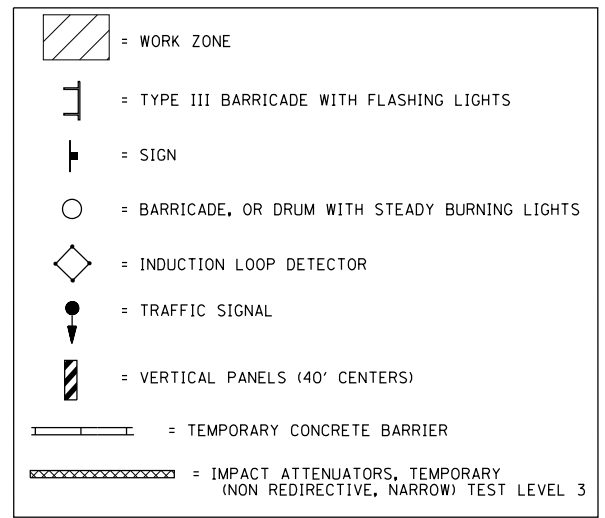 = WORK ZONE
= TYPE III BARRICADE WITH FLASHING LIGHTS
= SIGN
= BARRICADE, OR DRUM WITH STEADY BURNING LIGHTS
= INDUCTION LOOP DETECTOR
= TRAFFIC SIGNAL
= VERTICAL PANELS (40' CENTERS)
= TEMPORARY CONCRETE BARRIER
= IMPACT ATTENUATORS, TEMPORARY
(NON REDIRECTIVE, NARROW) TEST LEVEL 3